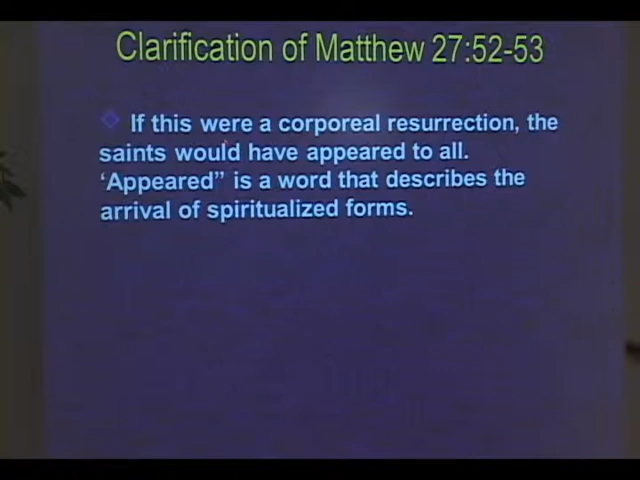 Clarification of Matthew 27:52-53
If this were a corporeal resurrection, the
saints would have appeared to all.
‘Appeared” is a word that describes the
arrival of spiritualized forms.